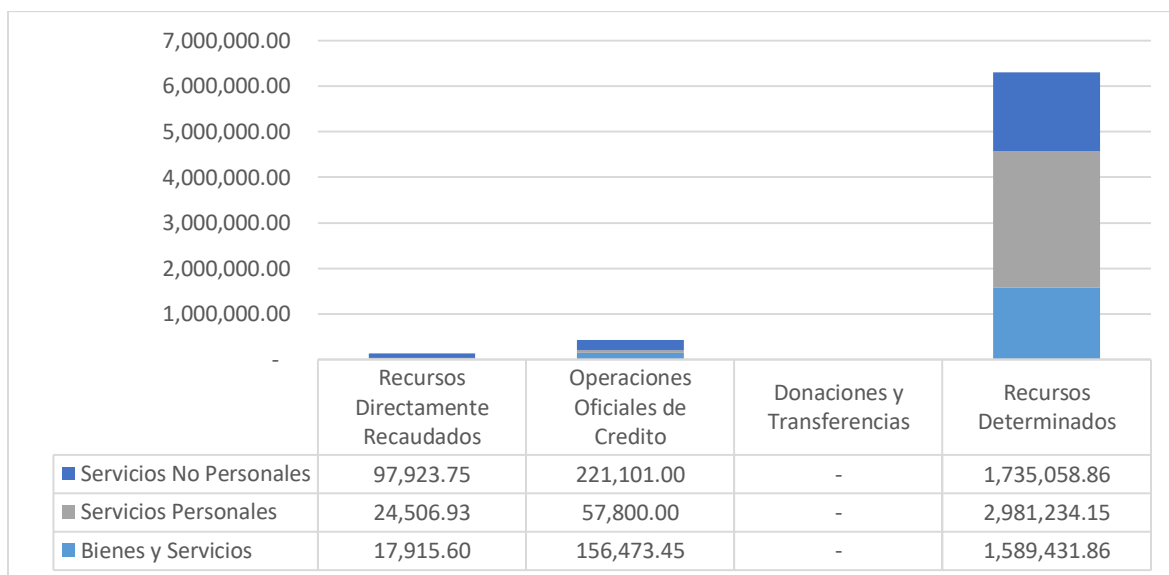 7,000,000.00
6,000,000.00
5,000,000.00
4,000,000.00
3,000,000.00
2,000,000.00
1,000,000.00
-
Recursos
Directamente
Recaudados
Operaciones
Oficiales de
Credito
Donaciones y
Transferencias
Recursos
Determinados
Servicios No Personales 97,923.75 221,101.00 - 1,735,058.86
Servicios Personales 24,506.93 57,800.00 - 2,981,234.15
Bienes y Servicios 17,915.60 156,473.45 - 1,589,431.86